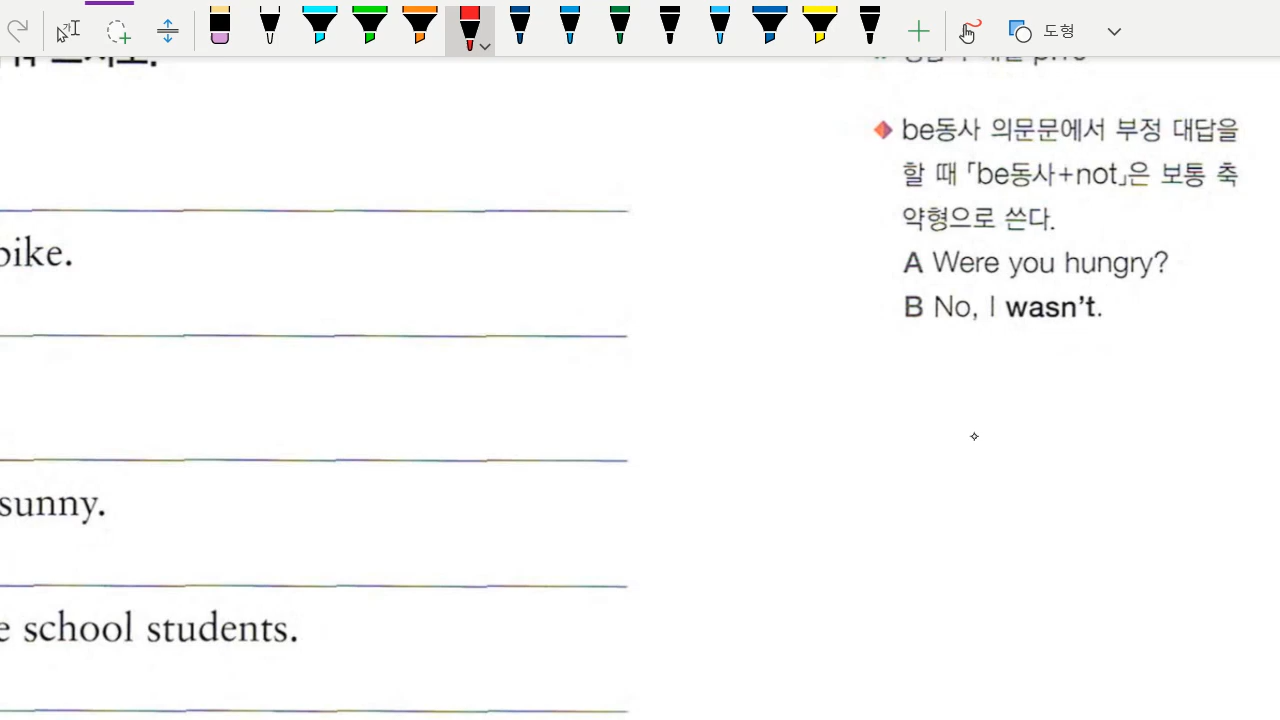 도형
be동사 의문문에서 부정 대답을
할 때 「be동사+not」은 보통 축
약형으로 쓴다.
A Were you hungry?
B No, I wasn't.
bike.
sunny.
school students.